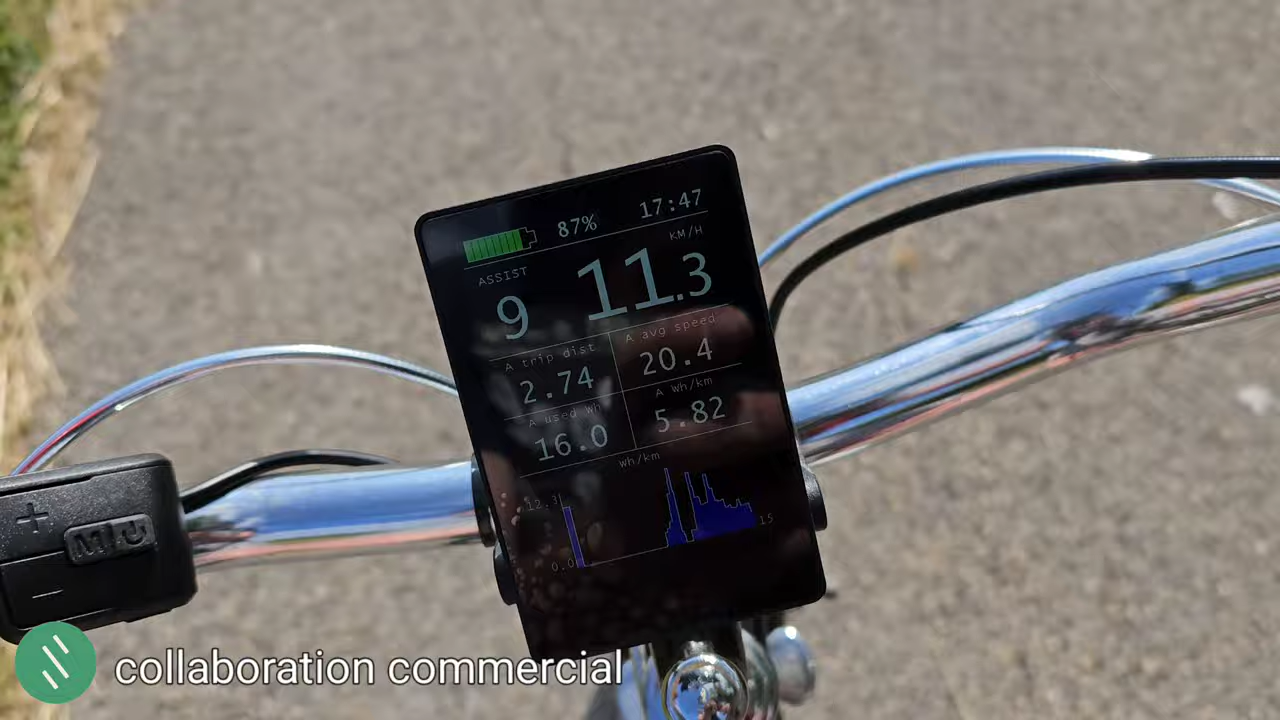 87% 17:47
KM/H
ASSIST
9 11.3
A trip dist A avg speed
2.74 20.4
A used Wh A Wh/km
16.0 5.82
Wh/km
12.3
15
0.0
+
M/⏻
−
collaboration commercial